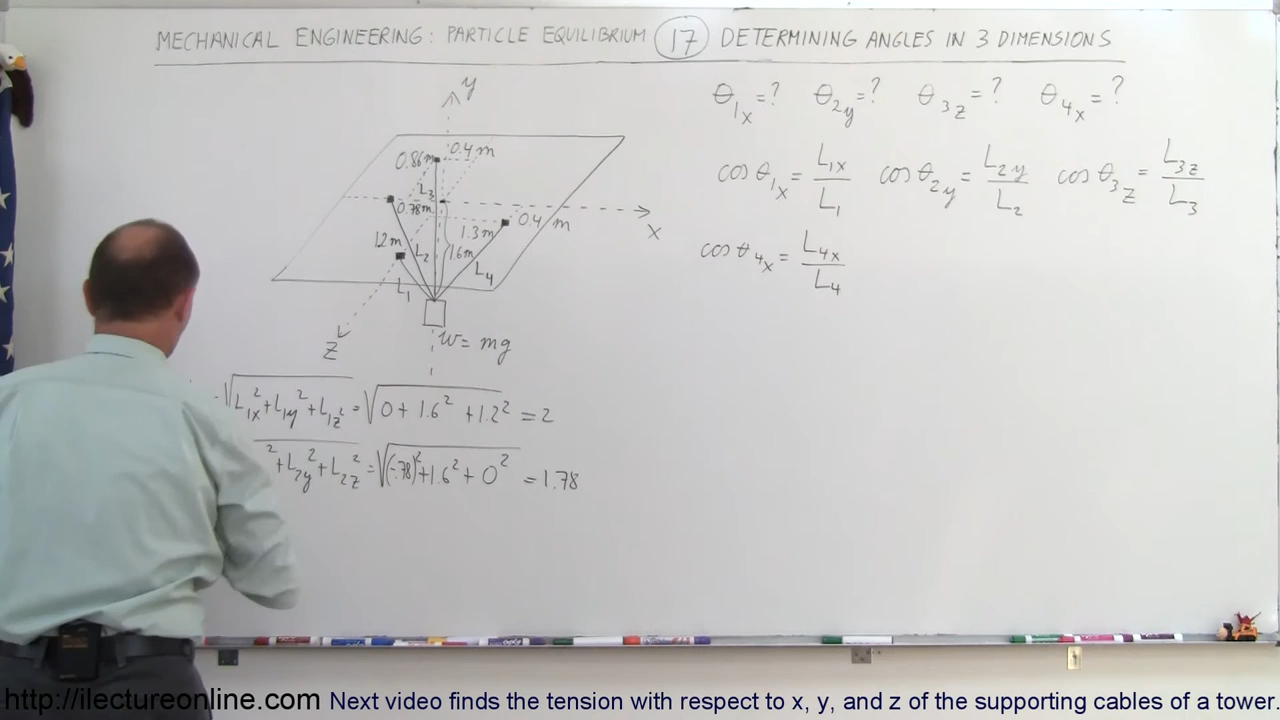 MECHANICAL ENGINEERING: PARTICLE EQUILIBRIUM 17 DETERMINING ANGLES IN 3 DIMENSIONS
θ₁ₓ=? θ₂y=? θ₃z=? θ₄ₓ=?
cos θ₁ₓ = L₁ₓ/L₁ cos θ₂y = L₂y/L₂ cos θ₃z = L₃z/L₃
cos θ₄ₓ = L₄ₓ/L₄
y
0.86m 0.4 m
L₃
0.78m
x
1.3m 0.4 m
1.2m L₂ 1.6m
L₁ L₄
z
W= mg
√L₁ₓ²+L₁y²+L₁z² = √0 + 1.6² + 1.2² = 2
²+L₂y²+L₂z² = √(-.78)²+1.6²+0² = 1.78
http://ilectureonline.com Next video finds the tension with respect to x, y, and z of the supporting cables of a tower.